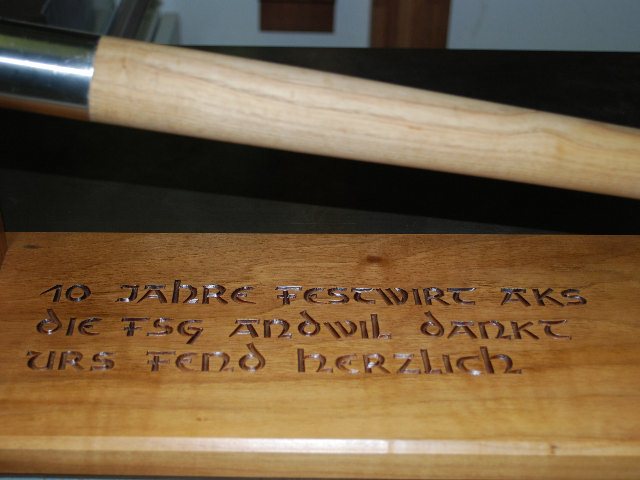 10 JAHRE FESTWIRT AKS
DIE FSG ANDWIL DANKT
URS FEND HERZLICH